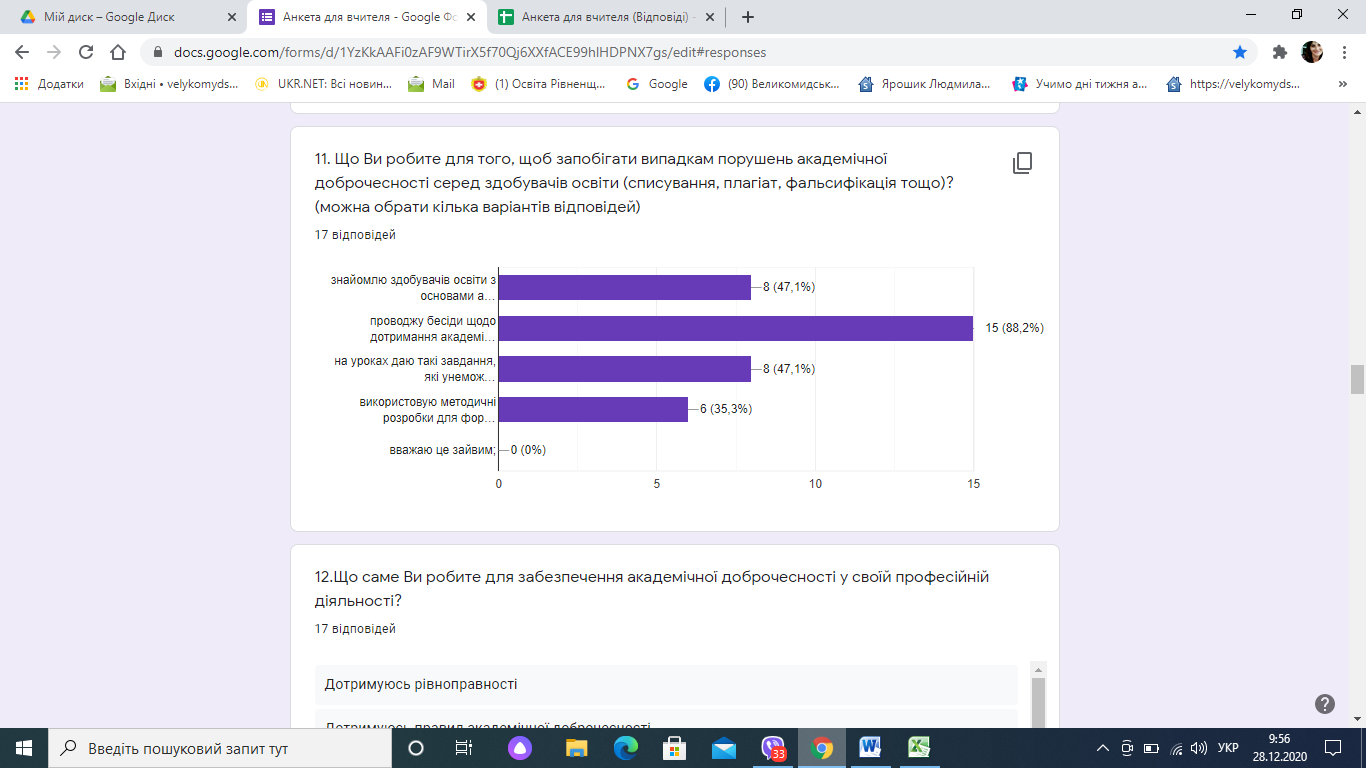 Мій диск – Google Диск
Анкета для вчителя - Google Фо
Анкета для вчителя (Відповіді) -
docs.google.com/forms/d/1YzKkAAFi0zAF9WTirX5f70Qj6XXfACE99hlHDPNX7gs/edit#responses
Додатки
Вхідні • velykomyds...
UKR.NET: Всі новин...
Mail
(1) Освіта Рівненщ...
Google
(90) Великомидськ...
Ярошик Людмила...
Учимо дні тижня а...
https://velykomyds...
11. Що Ви робите для того, щоб запобігати випадкам порушень академічної
доброчесності серед здобувачів освіти (списування, плагіат, фальсифікація тощо)?
(можна обрати кілька варіантів відповідей)
17 відповідей
знайомлю здобувачів освіти з
основами а…
8 (47,1%)
проводжу бесіди щодо
дотримання академі…
15 (88,2%)
на уроках даю такі завдання,
які унемож…
8 (47,1%)
використовую методичні
розробки для фор…
6 (35,3%)
вважаю це зайвим;
0 (0%)
0 5 10 15
12.Що саме Ви робите для забезпечення академічної доброчесності у своїй професійній
діяльності?
17 відповідей
Дотримуюсь рівноправності
Дотримуюсь правил академічної доброчесності
Введіть пошуковий запит тут
33
УКР
9:56
28.12.2020